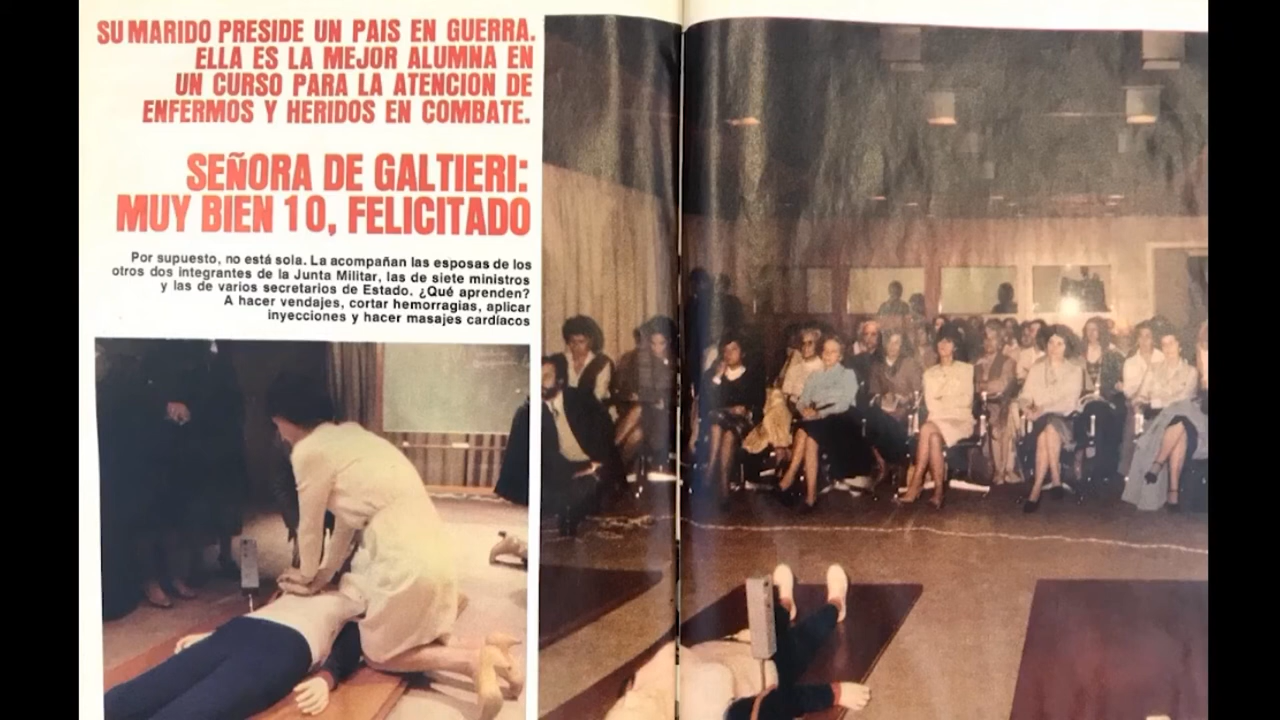 SU MARIDO PRESIDE UN PAIS EN GUERRA.
ELLA ES LA MEJOR ALUMNA EN
UN CURSO PARA LA ATENCION DE
ENFERMOS Y HERIDOS EN COMBATE.
SEÑORA DE GALTIERI:
MUY BIEN 10, FELICITADO
Por supuesto, no está sola. La acompañan las esposas de los
otros dos integrantes de la Junta Militar, las de siete ministros
y las de varios secretarios de Estado. ¿Qué aprenden?
A hacer vendajes, cortar hemorragias, aplicar
inyecciones y hacer masajes cardíacos